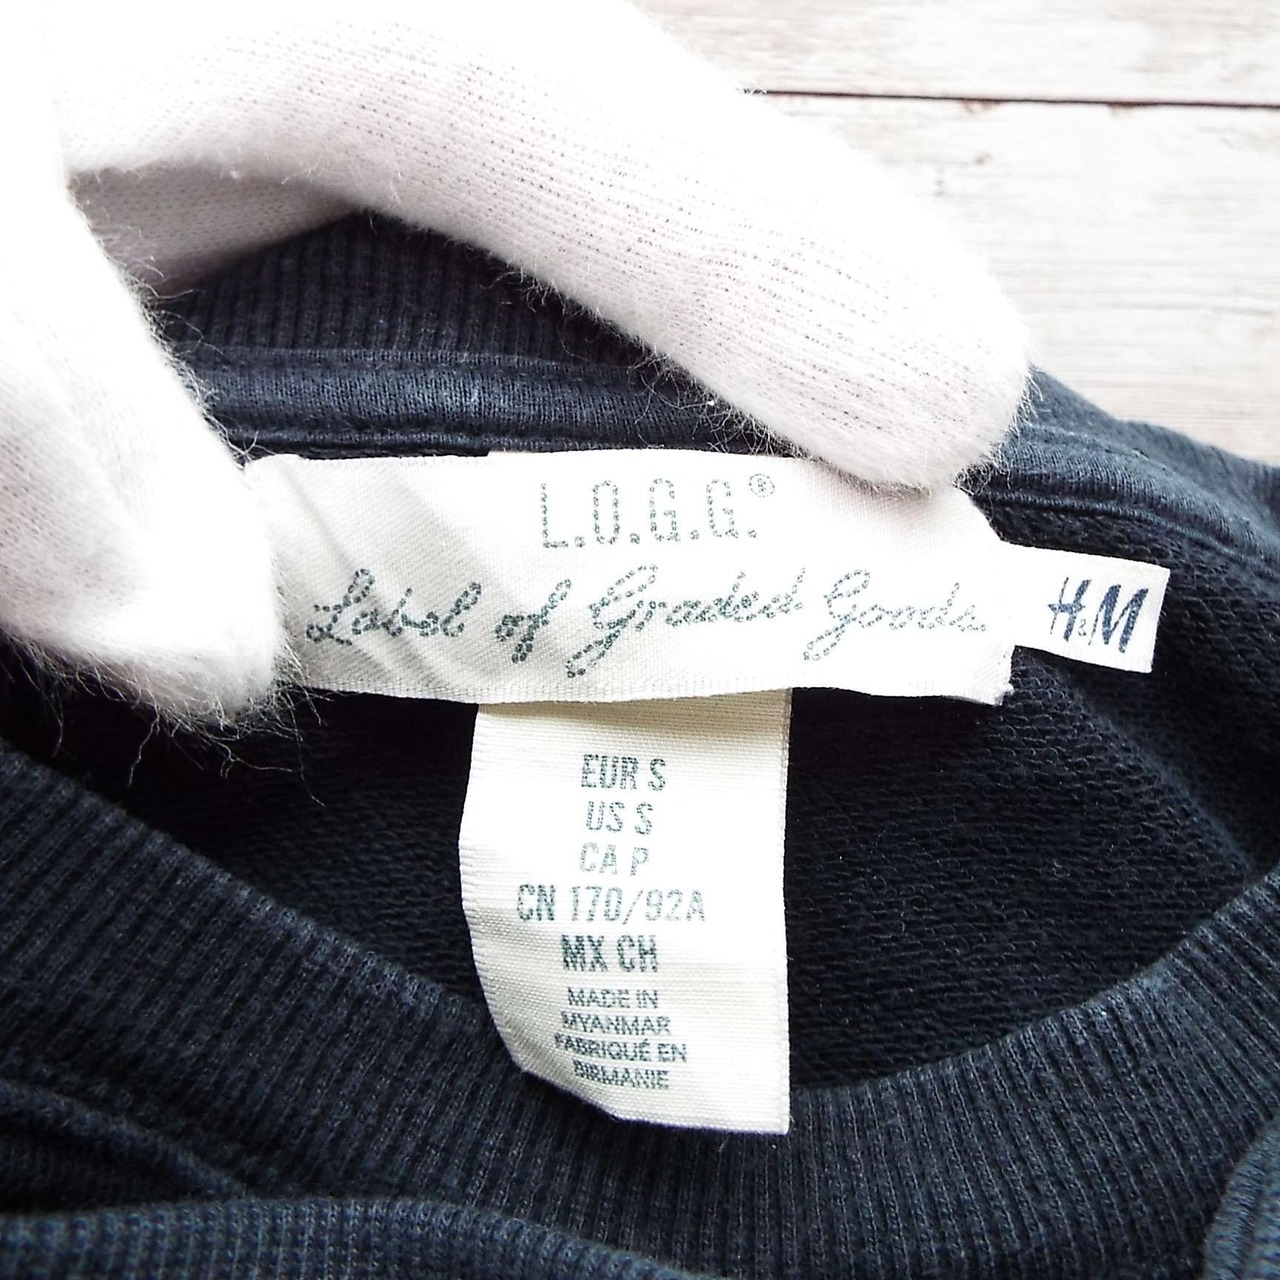 L.O.G.G.®
Label of Graded Goods
H&M
EUR S
US S
CA P
CN 170/92A
MX CH
MADE IN
MYANMAR
FABRIQUÉ EN
BIRMANIE